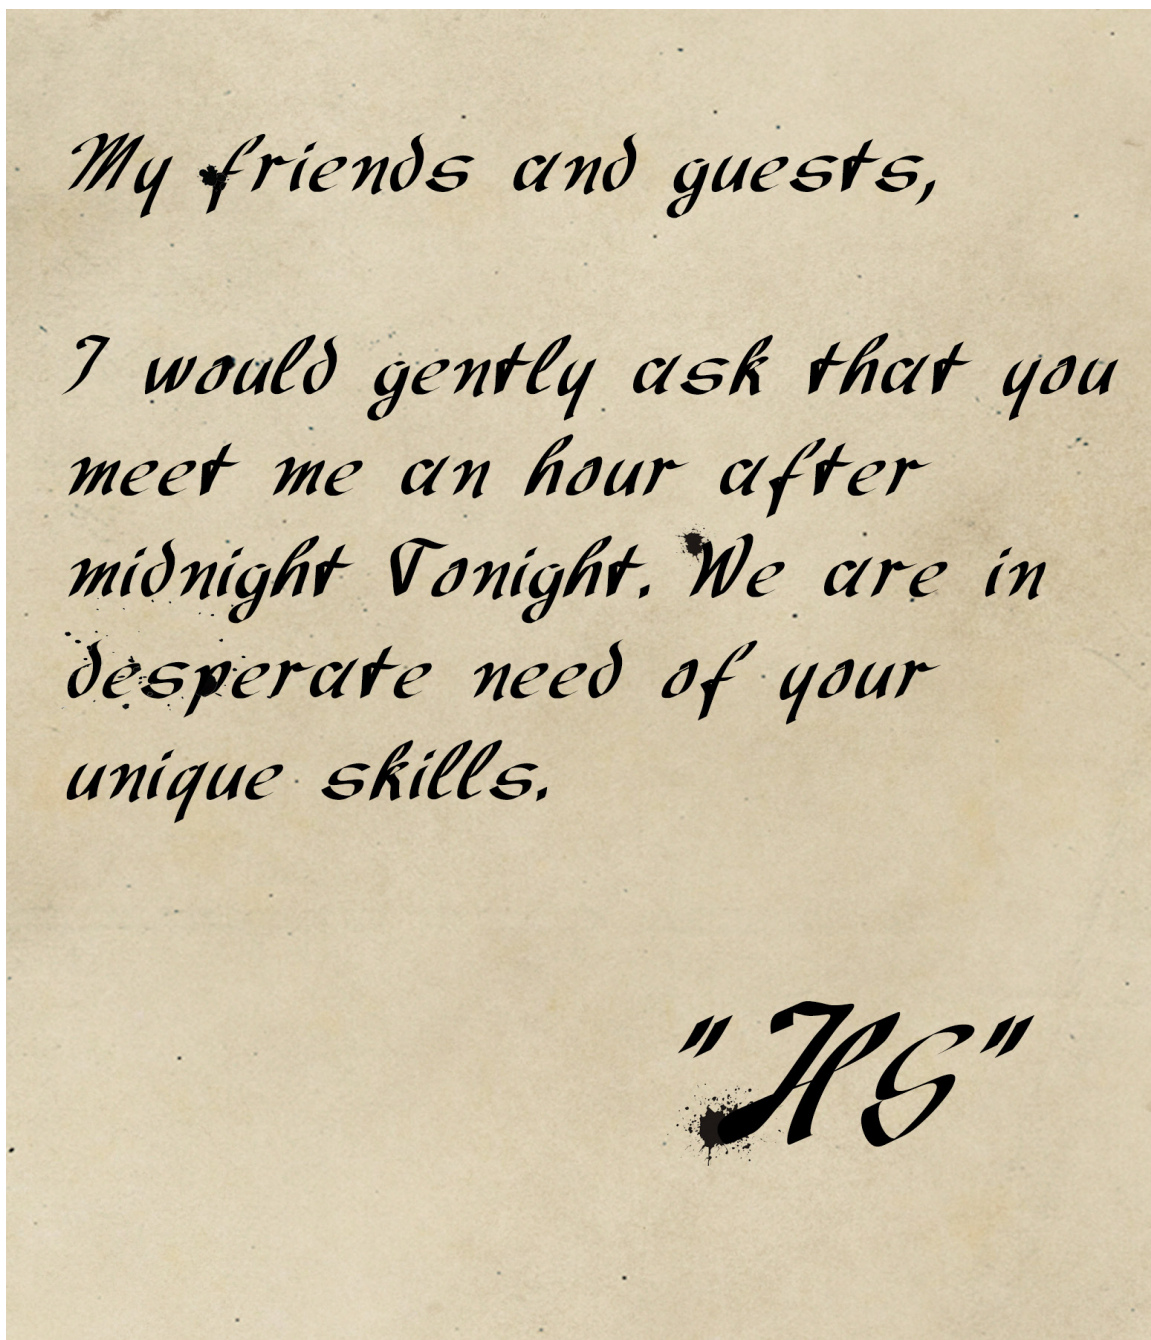 My friends and guests,
I would gently ask that you
meet me an hour after
midnight Tonight. We are in
desperate need of your
unique skills.
"HS"